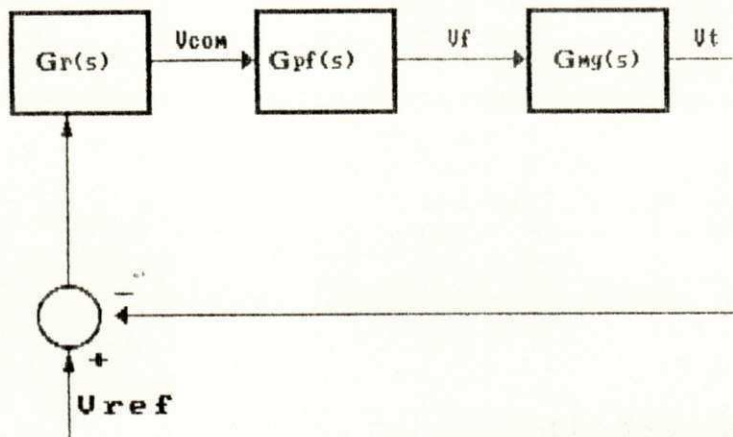 Gr(s)
Vcom
Gpf(s)
Vf
Gmg(s)
Vt
−
+
Vref